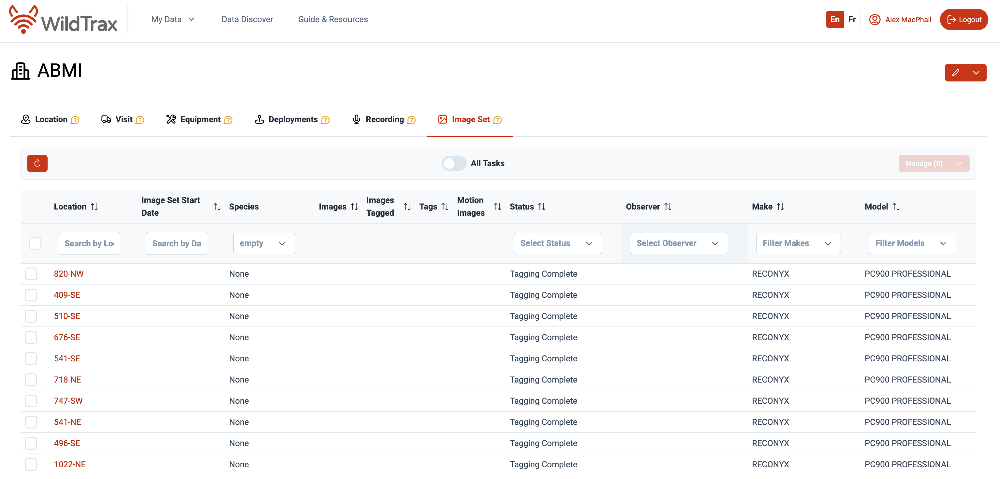 WildTrax
My Data
Data Discover
Guide & Resources
En
Fr
Alex MacPhail
Logout
ABMI
Location
Visit
Equipment
Deployments
Recording
Image Set
All Tasks
Manage (0)
Location
Image Set Start
Date
Species
Images
Images
Tagged
Tags
Motion
Images
Status
Observer
Make
Model
Search by Lo
Search by Da
empty
Select Status
Select Observer
Filter Makes
Filter Models
820-NW None Tagging Complete RECONYX PC900 PROFESSIONAL
409-SE None Tagging Complete RECONYX PC900 PROFESSIONAL
510-SE None Tagging Complete RECONYX PC900 PROFESSIONAL
676-SE None Tagging Complete RECONYX PC900 PROFESSIONAL
541-SE None Tagging Complete RECONYX PC900 PROFESSIONAL
718-NE None Tagging Complete RECONYX PC900 PROFESSIONAL
747-SW None Tagging Complete RECONYX PC900 PROFESSIONAL
541-NE None Tagging Complete RECONYX PC900 PROFESSIONAL
496-SE None Tagging Complete RECONYX PC900 PROFESSIONAL
1022-NE None Tagging Complete RECONYX PC900 PROFESSIONAL